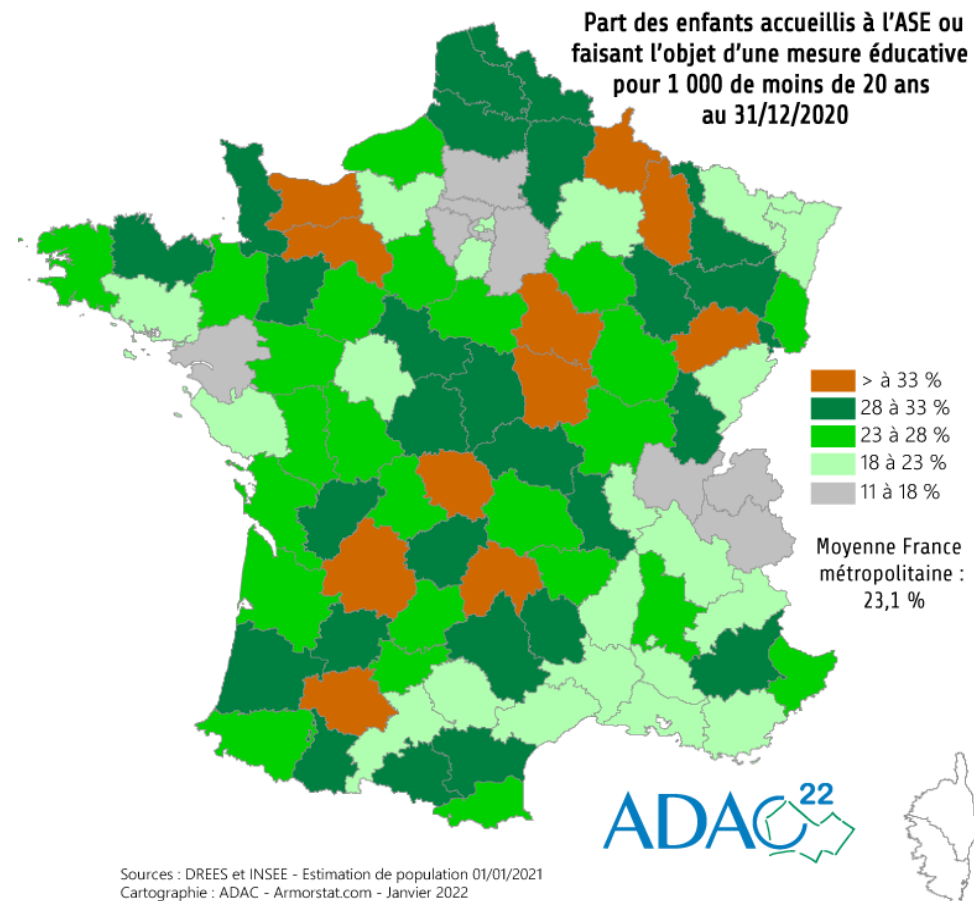 Part des enfants accueillis à l'ASE ou
faisant l'objet d'une mesure éducative
pour 1 000 de moins de 20 ans
au 31/12/2020
> à 33 %
28 à 33 %
23 à 28 %
18 à 23 %
11 à 18 %
Moyenne France
métropolitaine :
23,1 %
ADAC 22
Sources : DREES et INSEE - Estimation de population 01/01/2021
Cartographie : ADAC - Armorstat.com - Janvier 2022